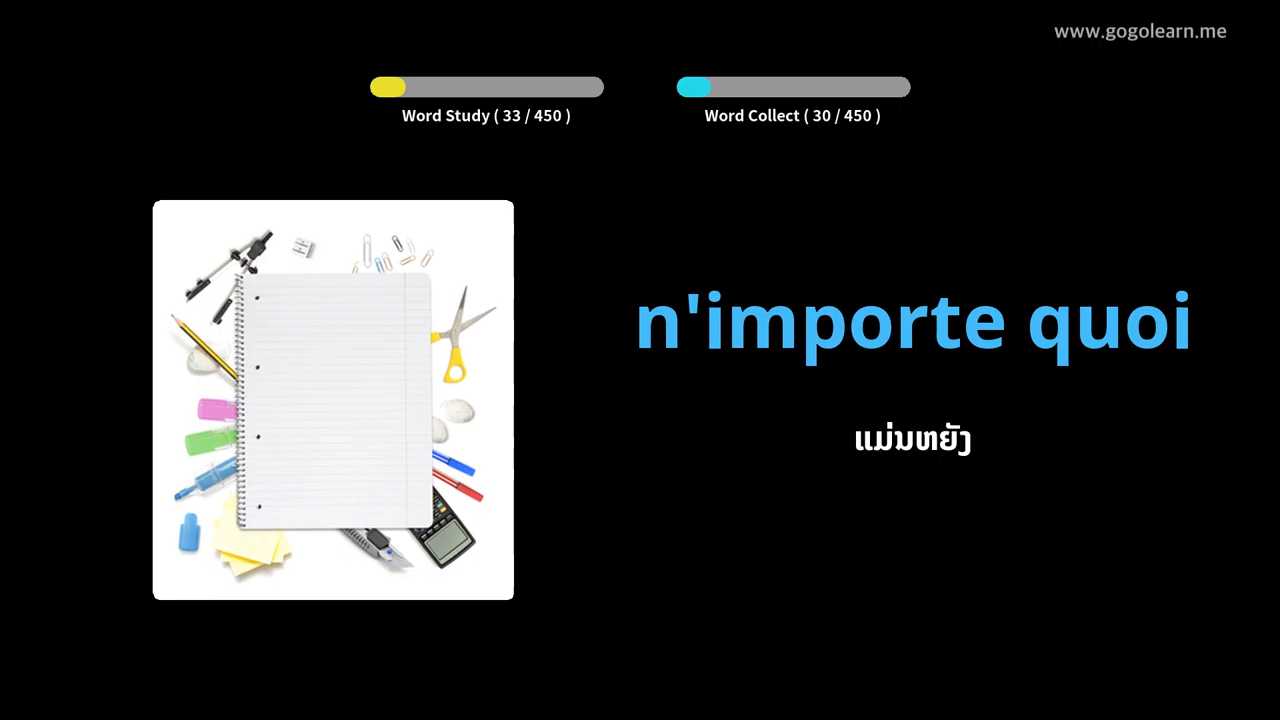 www.gogolearn.me
Word Study ( 33 / 450 )
Word Collect ( 30 / 450 )
n'importe quoi
ແມ່ນຫຍັງ